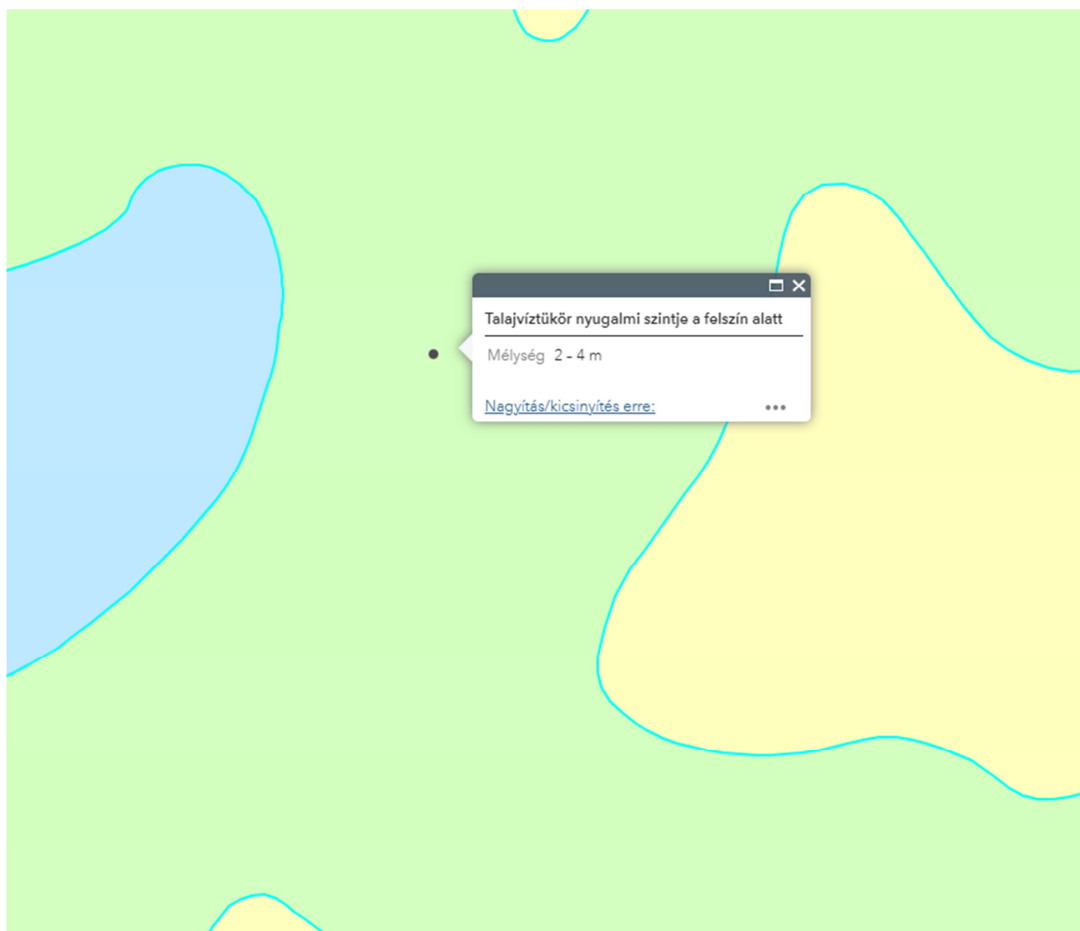 Talajvíztükör nyugalmi szintje a felszín alatt
Mélység 2 - 4 m
Nagyítás/kicsinyítés erre: